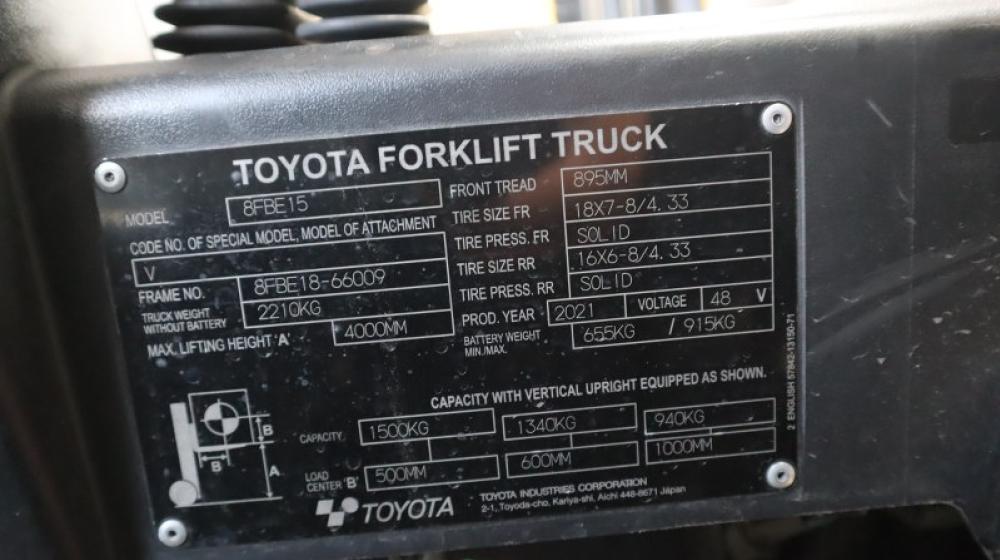 TOYOTA FORKLIFT TRUCK
MODEL 8FBE15
CODE NO. OF SPECIAL MODEL, MODEL OF ATTACHMENT
V
FRAME NO. 8FBE18-66009
TRUCK WEIGHT WITHOUT BATTERY 2210KG
MAX. LIFTING HEIGHT 'A' 4000MM
FRONT TREAD 895MM
TIRE SIZE FR 18X7-8/4.33
TIRE PRESS. FR SOLID
TIRE SIZE RR 16X6-8/4.33
TIRE PRESS. RR SOLID
PROD. YEAR 2021 VOLTAGE 48 V
BATTERY WEIGHT MIN./MAX. 655KG / 915KG
CAPACITY WITH VERTICAL UPRIGHT EQUIPPED AS SHOWN.
B
B
A
CAPACITY 1500KG 1340KG 940KG
LOAD CENTER 'B' 500MM 600MM 1000MM
TOYOTA
TOYOTA INDUSTRIES CORPORATION
2-1, Toyoda-cho, Kariya-shi, Aichi 448-8671 Japan
2 ENGLISH 57842-13150-71